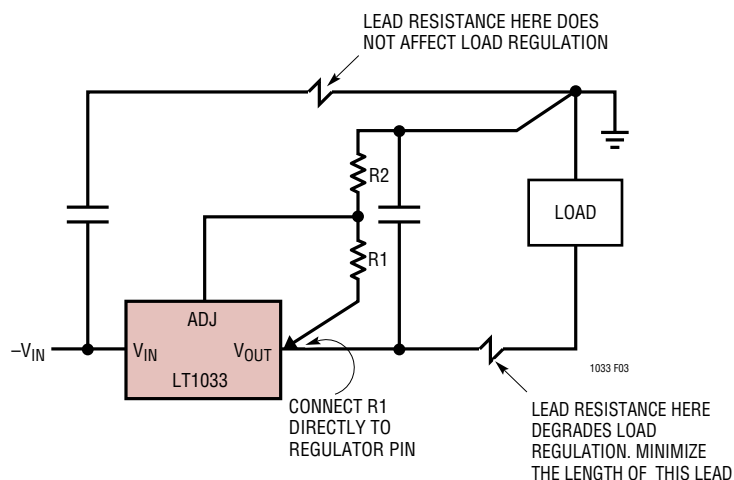 LEAD RESISTANCE HERE DOES
NOT AFFECT LOAD REGULATION
R2
LOAD
R1
ADJ
–VIN
VIN
VOUT
LT1033
1033 F03
CONNECT R1
DIRECTLY TO
REGULATOR PIN
LEAD RESISTANCE HERE
DEGRADES LOAD
REGULATION. MINIMIZE
THE LENGTH OF THIS LEAD